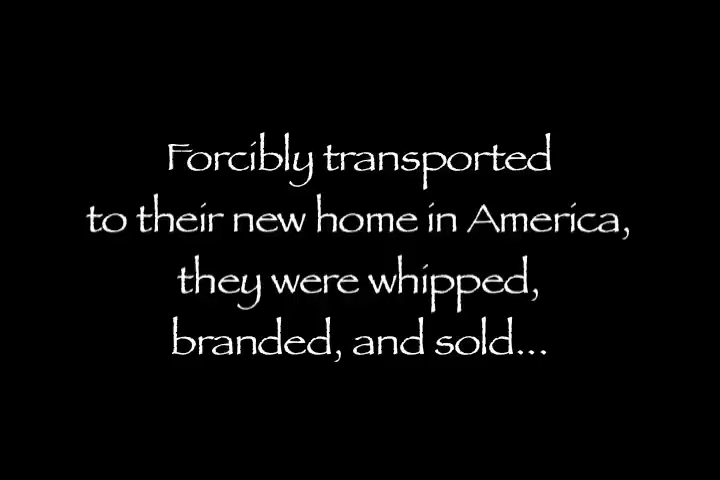 Forcibly transported
to their new home in America,
they were whipped,
branded, and sold...